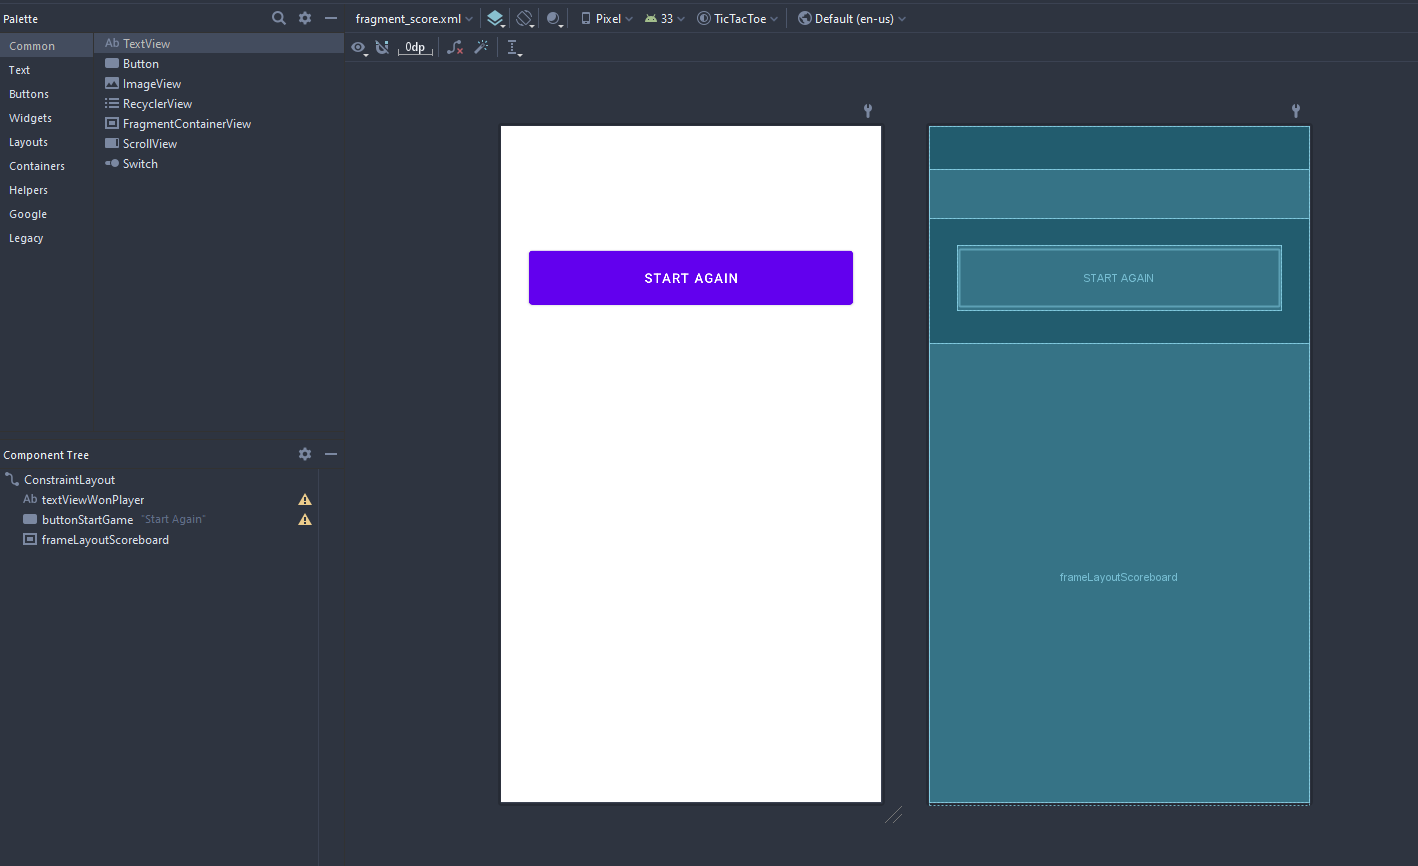 Palette
fragment_score.xml
Pixel
33
TicTacToe
Default (en-us)
Common
Text
Buttons
Widgets
Layouts
Containers
Helpers
Google
Legacy
Ab TextView
Button
ImageView
RecyclerView
FragmentContainerView
ScrollView
Switch
0dp
START AGAIN
START AGAIN
frameLayoutScoreboard
Component Tree
ConstraintLayout
Ab textViewWonPlayer
buttonStartGame "Start Again"
frameLayoutScoreboard